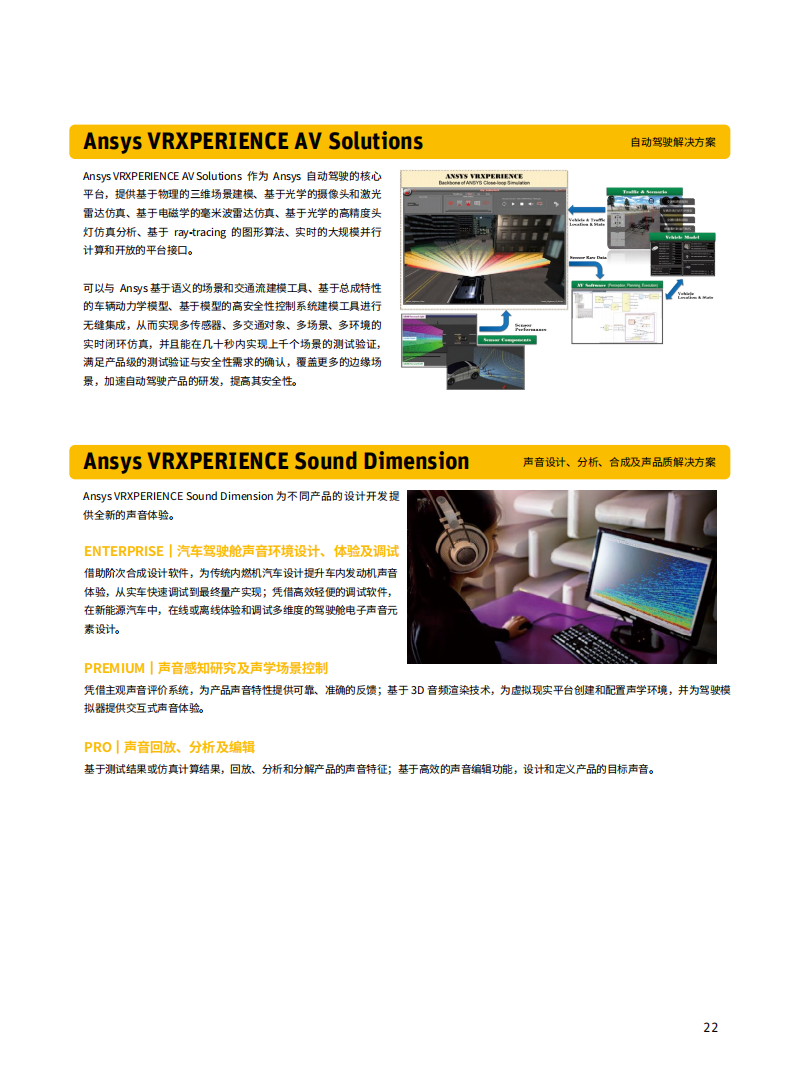 Ansys VRXPERIENCE AV Solutions
自动驾驶解决方案
Ansys VRXPERIENCE AV Solutions 作为 Ansys 自动驾驶的核心
平台，提供基于物理的三维场景建模、基于光学的摄像头和激光
雷达仿真、基于电磁学的毫米波雷达仿真、基于光学的高精度头
灯仿真分析、基于 ray-tracing 的图形算法、实时的大规模并行
计算和开放的平台接口。
可以与 Ansys 基于语义的场景和交通流建模工具、基于总成特性
的车辆动力学模型、基于模型的高安全性控制系统建模工具进行
无缝集成，从而实现多传感器、多交通对象、多场景、多环境的
实时闭环仿真，并且能在几十秒内实现上千个场景的测试验证，
满足产品级的测试验证与安全性需求的确认，覆盖更多的边缘场
景，加速自动驾驶产品的研发，提高其安全性。
ANSYS VRXPERIENCE
Backbone of ANSYS Close-loop Simulation
Traffic & Scenario
Vehicle & Traffic
Location & State
Vehicle Model
Sensor Raw Data
AV Software (Perception, Planning, Execution)
Vehicle
Location & State
Sensor
Performance
Sensor Components
Ansys VRXPERIENCE Sound Dimension
声音设计、分析、合成及声品质解决方案
Ansys VRXPERIENCE Sound Dimension 为不同产品的设计开发提
供全新的声音体验。
ENTERPRISE | 汽车驾驶舱声音环境设计、体验及调试
借助阶次合成设计软件，为传统内燃机汽车设计提升车内发动机声音
体验，从实车快速调试到最终量产实现；凭借高效轻便的调试软件，
在新能源汽车中，在线或离线体验和调试多维度的驾驶舱电子声音元
素设计。
PREMIUM | 声音感知研究及声学场景控制
凭借主观声音评价系统，为产品声音特性提供可靠、准确的反馈；基于 3D 音频渲染技术，为虚拟现实平台创建和配置声学环境，并为驾驶模
拟器提供交互式声音体验。
PRO | 声音回放、分析及编辑
基于测试结果或仿真计算结果，回放、分析和分解产品的声音特征；基于高效的声音编辑功能，设计和定义产品的目标声音。
22